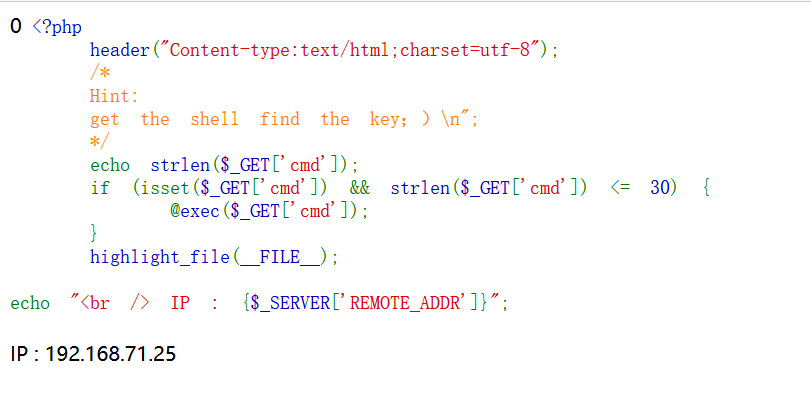 0 <?php
header("Content-type:text/html;charset=utf-8");
/*
Hint:
get the shell find the key；) \n";
*/
echo strlen($_GET['cmd']);
if (isset($_GET['cmd']) && strlen($_GET['cmd']) <= 30) {
@exec($_GET['cmd']);
}
highlight_file(__FILE__);
echo "<br /> IP : {$_SERVER['REMOTE_ADDR']}";
IP : 192.168.71.25